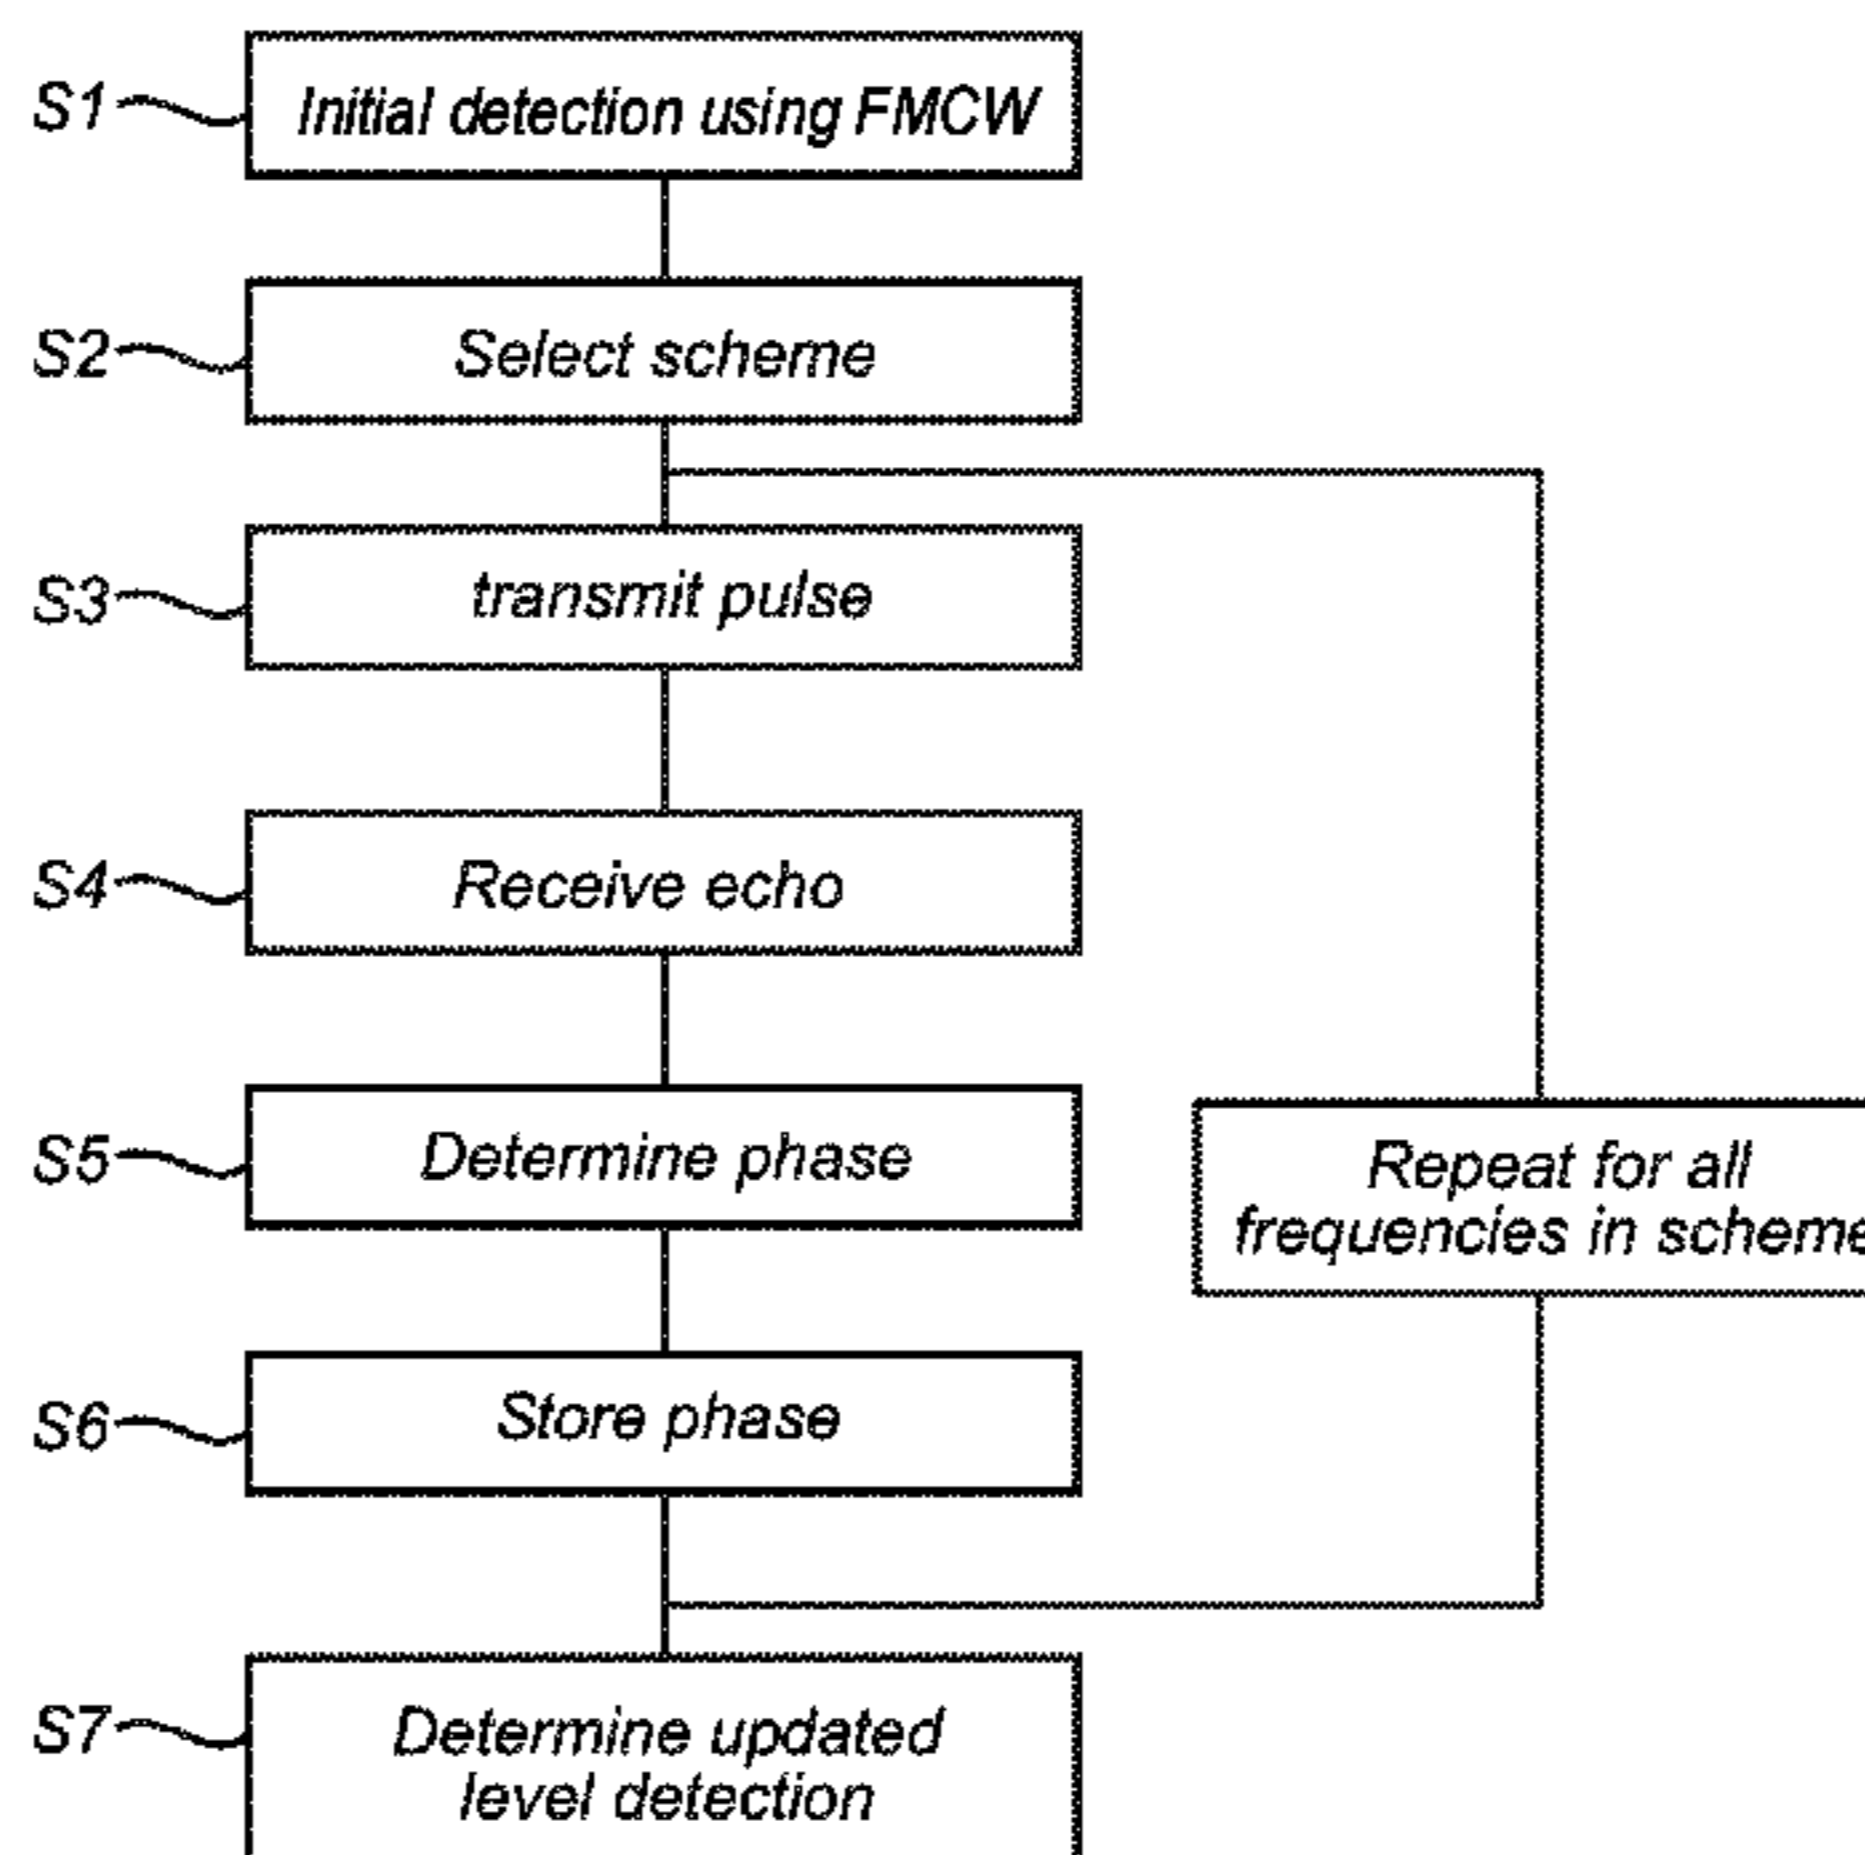 S1
Initial detection using FMCW
S2
Select scheme
S3
transmit pulse
S4
Receive echo
S5
Determine phase
Repeat for all
frequencies in scheme
S6
Store phase
S7
Determine updated
level detection